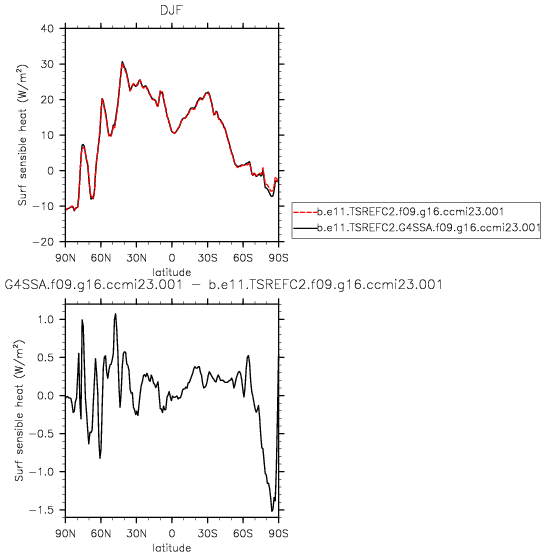 DJF
40
30
20
10
0
−10
−20
Surf sensible heat (W/m²)
90N 60N 30N 0 30S 60S 90S
latitude
b.e11.TSREFC2.f09.g16.ccmi23.001
b.e11.TSREFC2.G4SSA.f09.g16.ccmi23.001
G4SSA.f09.g16.ccmi23.001 − b.e11.TSREFC2.f09.g16.ccmi23.001
1.0
0.5
0.0
−0.5
−1.0
−1.5
Surf sensible heat (W/m²)
90N 60N 30N 0 30S 60S 90S
latitude